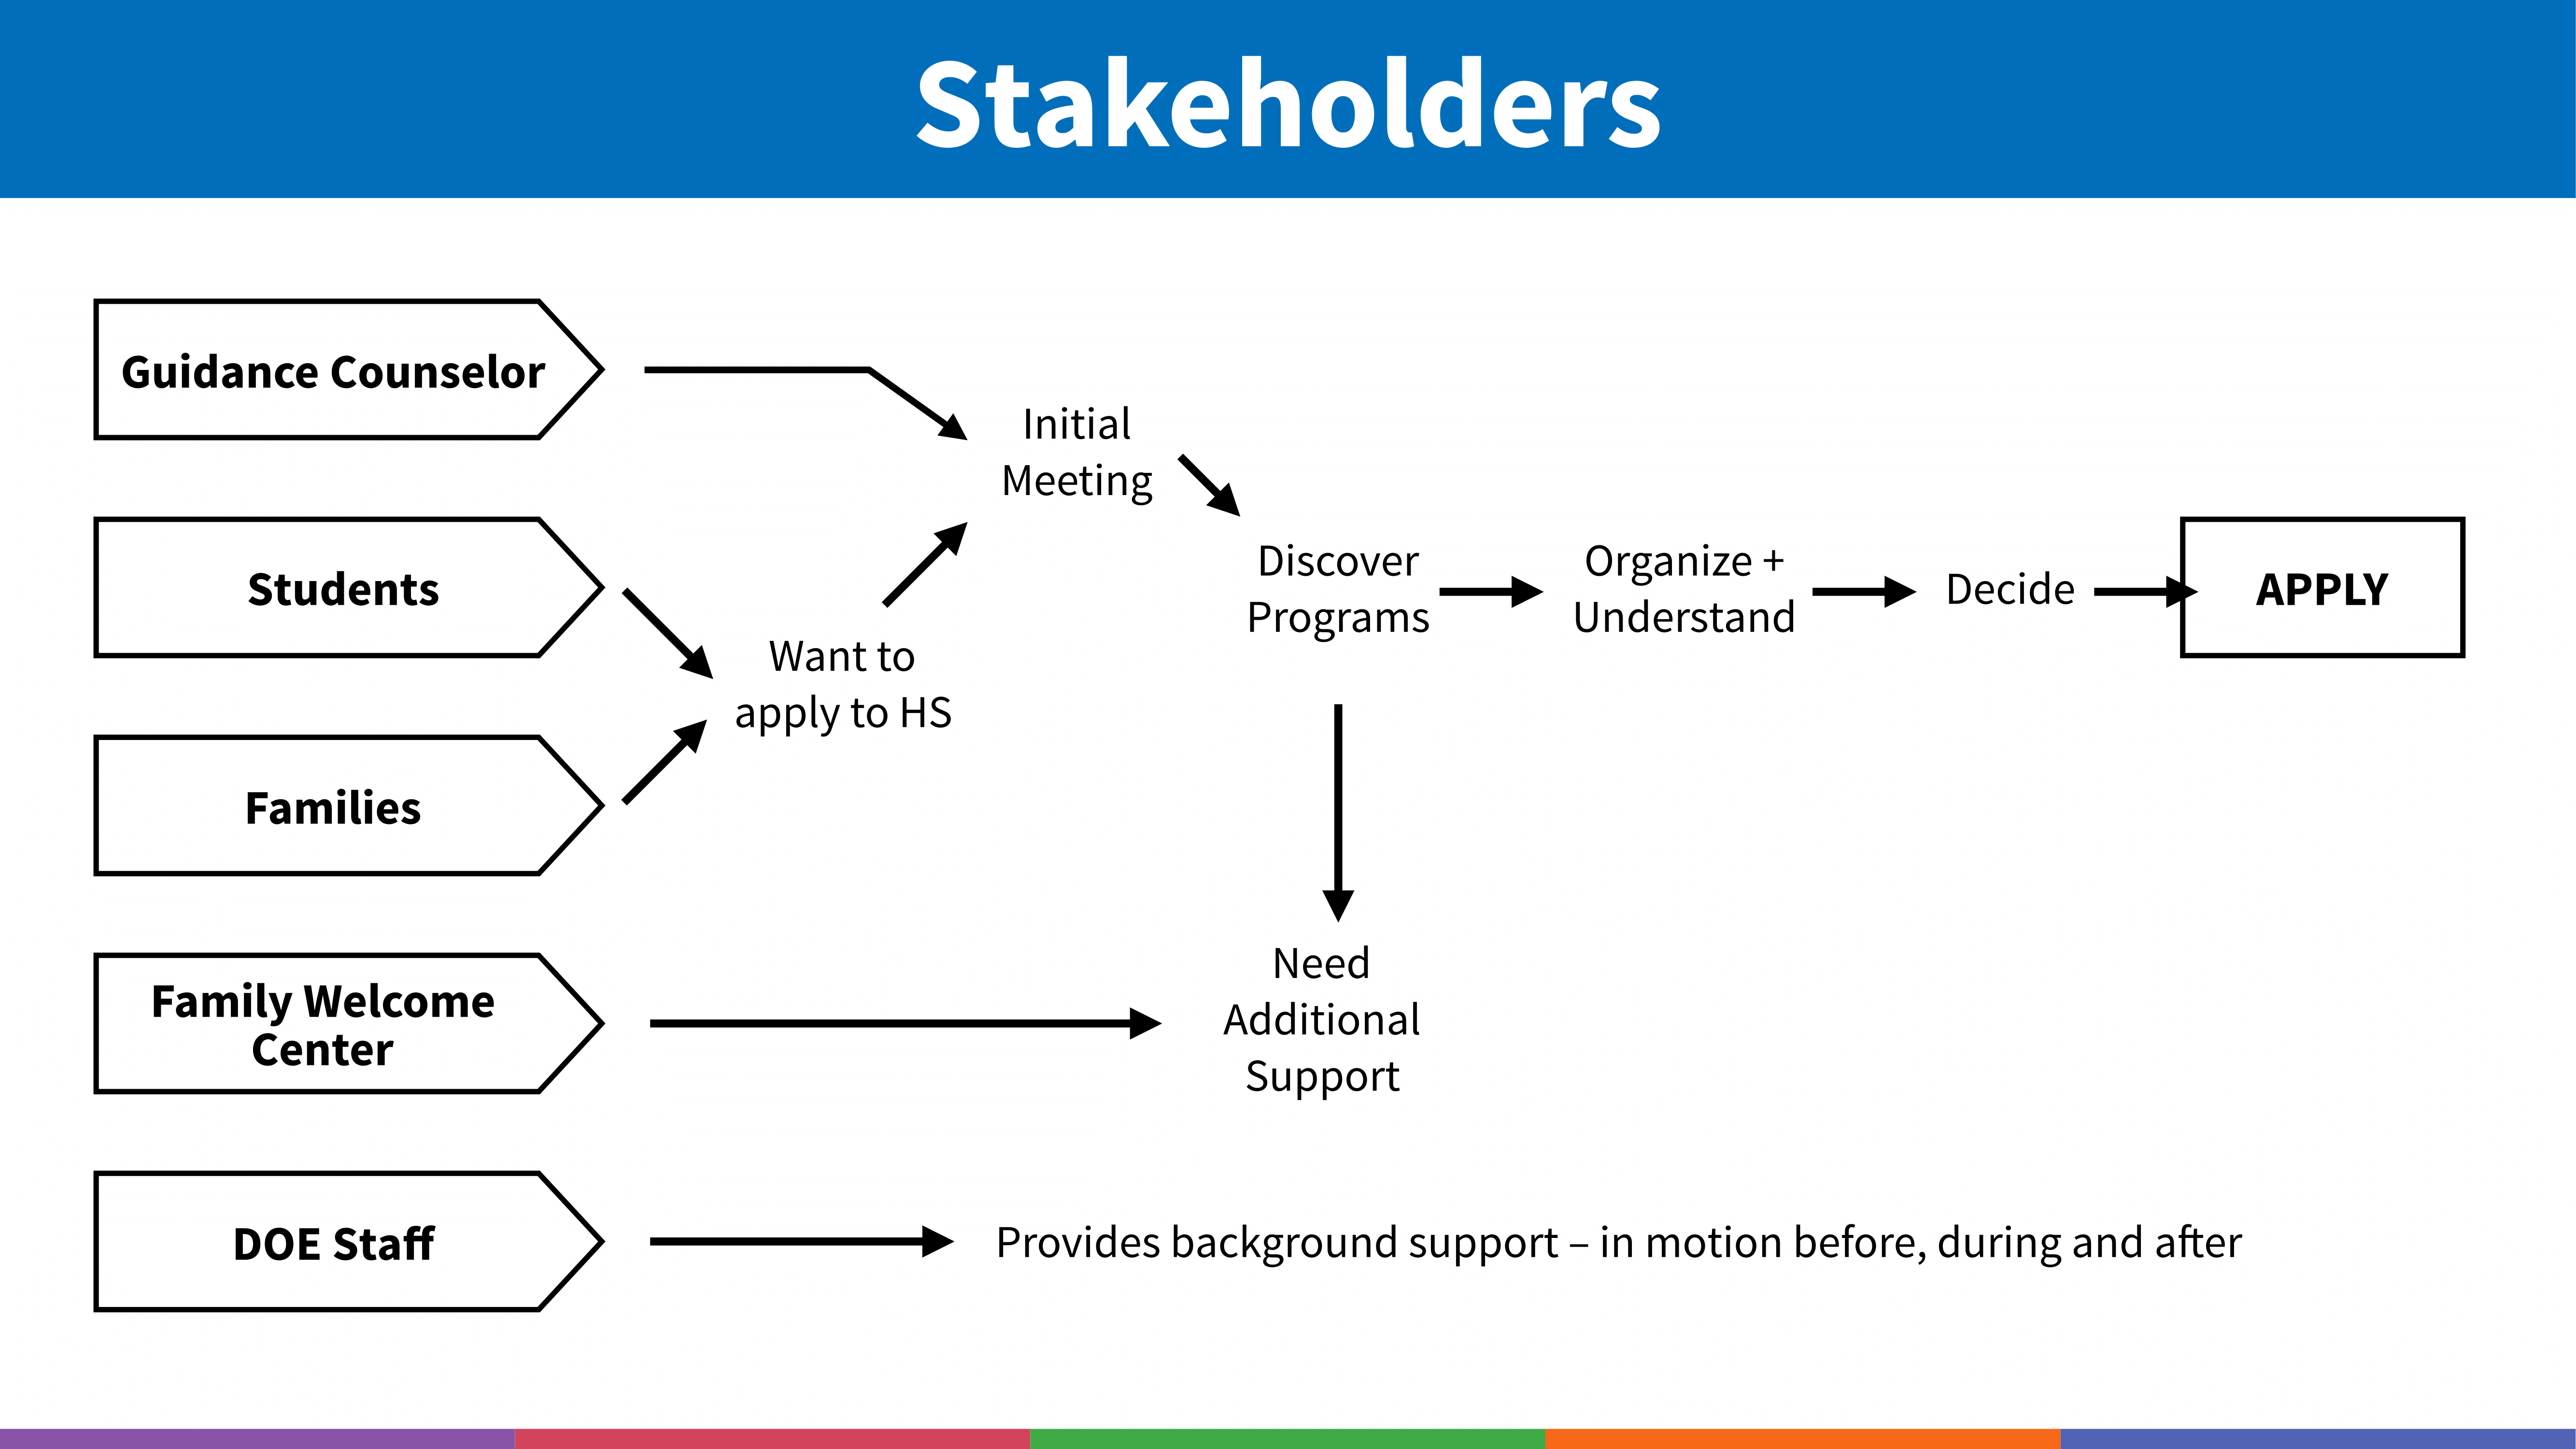 Stakeholders
Guidance Counselor
Initial
Meeting
Students
Want to
apply to HS
Families
Discover
Programs
Organize +
Understand
Decide
APPLY
Family Welcome
Center
Need
Additional
Support
DOE Staff
Provides background support – in motion before, during and after